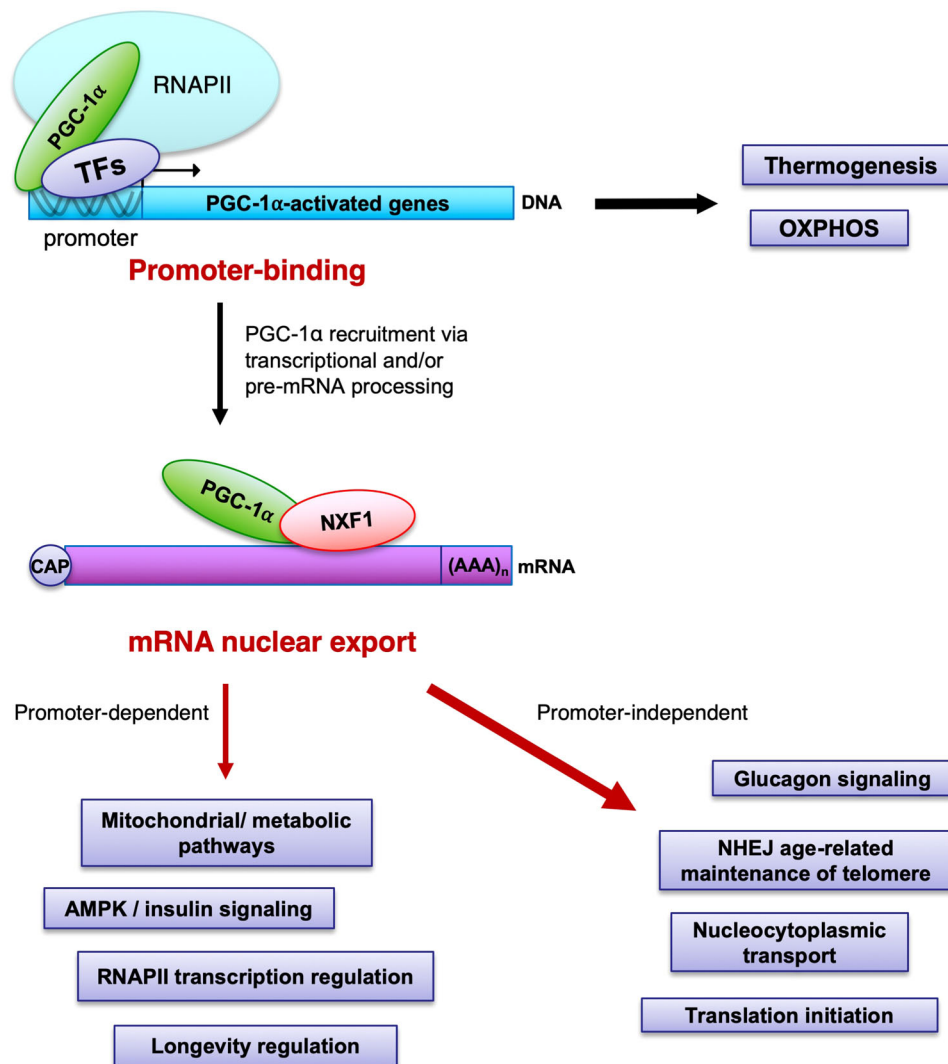 RNAPII
PGC-1α
TFs
PGC-1α-activated genes
DNA
promoter
Promoter-binding
Thermogenesis
OXPHOS
PGC-1α recruitment via
transcriptional and/or
pre-mRNA processing
PGC-1α
NXF1
CAP
(AAA)n
mRNA
mRNA nuclear export
Promoter-dependent
Promoter-independent
Mitochondrial/ metabolic
pathways
AMPK / insulin signaling
RNAPII transcription regulation
Longevity regulation
Glucagon signaling
NHEJ age-related
maintenance of telomere
Nucleocytoplasmic
transport
Translation initiation